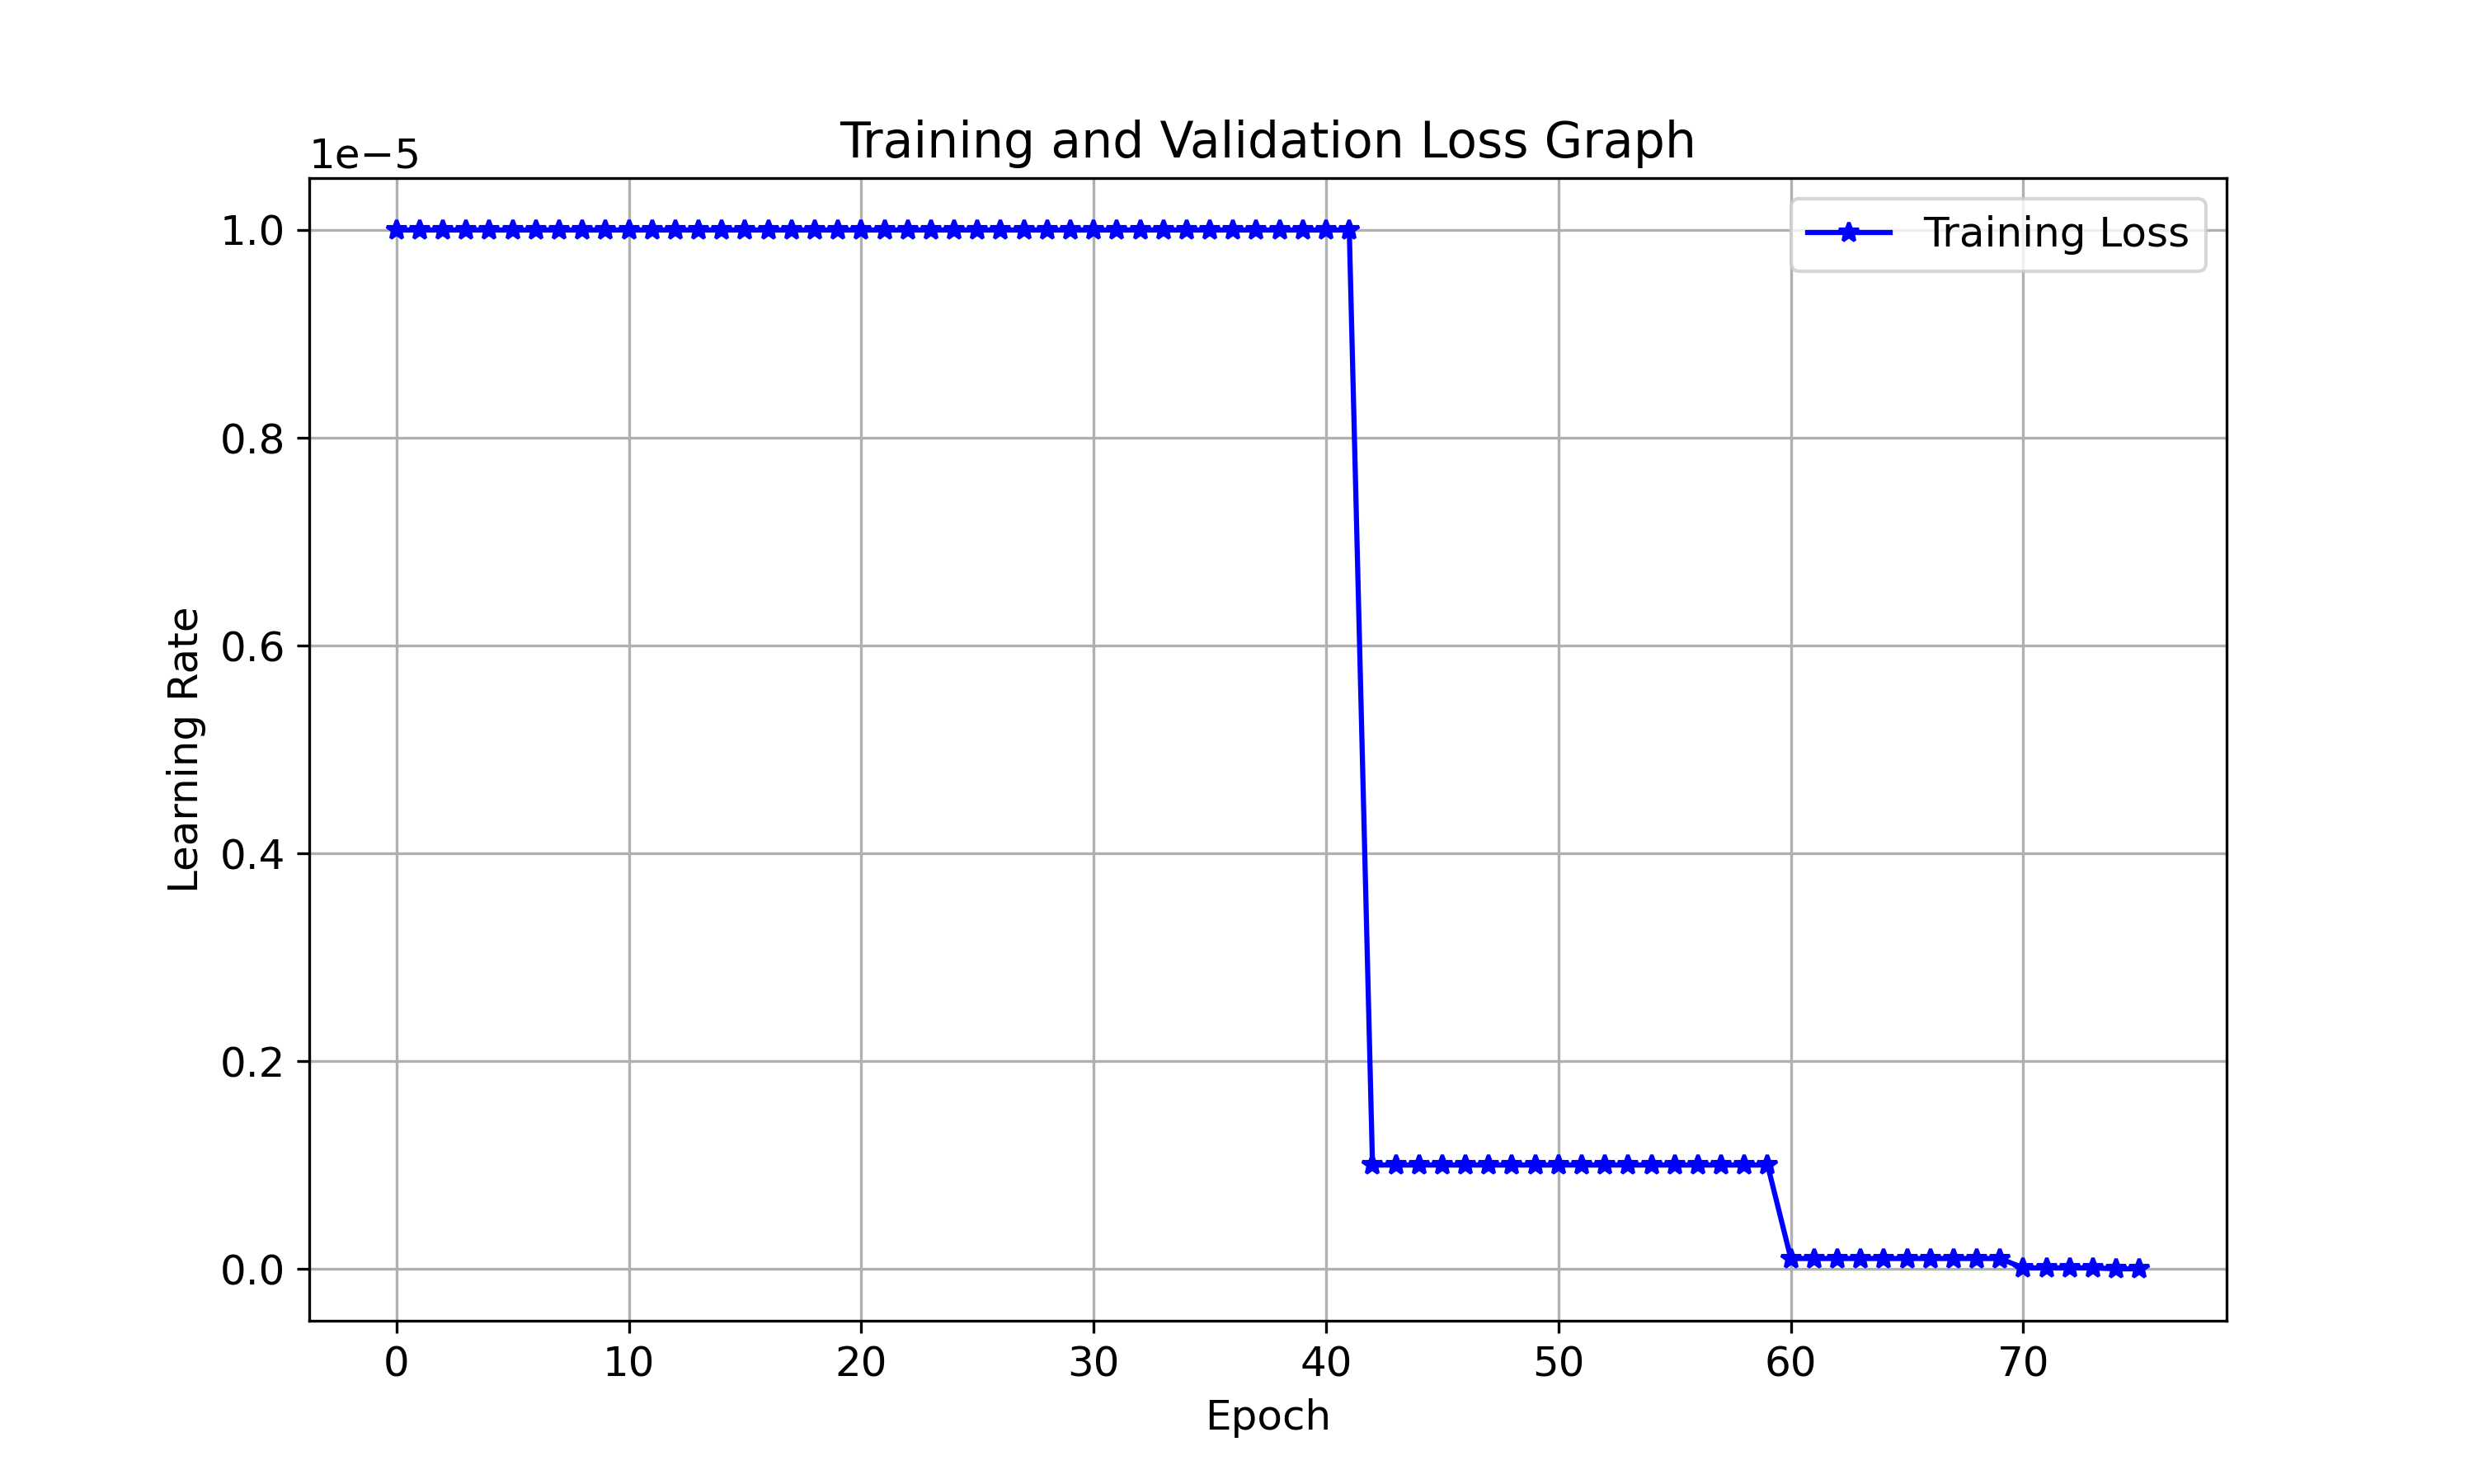 Training and Validation Loss Graph
1e−5
Training Loss
1.0
0.8
0.6
0.4
0.2
0.0
Learning Rate
0 10 20 30 40 50 60 70
Epoch